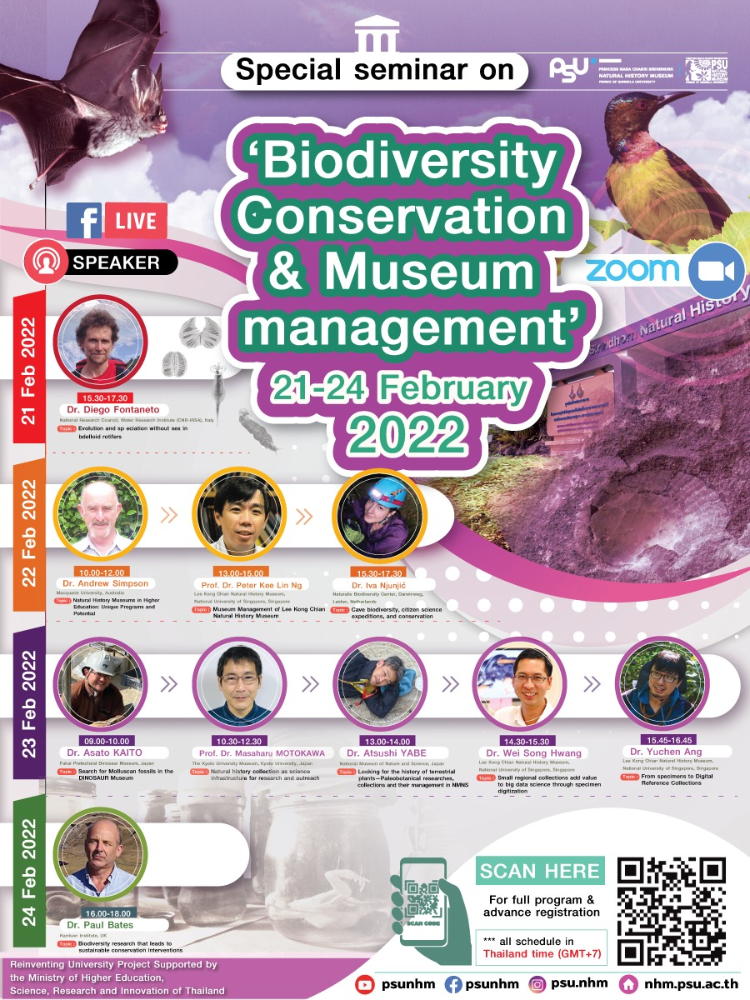 Special seminar on
PSU
PRINCESS MAHA CHAKRI SIRINDHORN
NATURAL HISTORY MUSEUM
PRINCE OF SONGKLA UNIVERSITY
PSU
NATURAL
HISTORY
MUSEUM
'Biodiversity
Conservation
& Museum
management'
21-24 February
2022
f LIVE
SPEAKER
zoom
Sirindhorn Natural History
21 Feb 2022
15.30-17.30
Dr. Diego Fontaneto
National Research Council, Water Research Institute (CNR-IRSA), Italy
Topic : Evolution and sp eciation without sex in
bdelloid rotifers
22 Feb 2022
10.00-12.00
Dr. Andrew Simpson
Macquarie University, Australia
Topic : Natural History Museums in Higher
Education: Unique Programs and
Potential
13.00-15.00
Prof. Dr. Peter Kee Lin Ng
Lee Kong Chian Natural History Museum,
National University of Singapore, Singapore
Topic : Museum Management of Lee Kong Chian
Natural History Museum
15.30-17.30
Dr. Iva Njunjić
Naturalis Biodiversity Center, Darwinweg,
Leiden, Netherlands
Topic : Cave biodiversity, citizen science
expeditions, and conservation
23 Feb 2022
09.00-10.00
Dr. Asato KAITO
Fukui Prefectural Dinosaur Museum, Japan
Topic : Search for Molluscan fossils in the
DINOSAUR Museum
10.30-12.30
Prof. Dr. Masaharu MOTOKAWA
The Kyoto University Museum, Kyoto University, Japan
Topic : Natural history collection as science
infrastructure for research and outreach
13.00-14.00
Dr. Atsushi YABE
National Museum of Nature and Science, Japan
Topic : Looking for the history of terrestrial
plants—Paleobotanical researches,
collections and their management in NMNS
14.30-15.30
Dr. Wei Song Hwang
Lee Kong Chian Natural History Museum,
National University of Singapore, Singapore
Topic : Small regional collections add value
to big data science through specimen
digitization
15.45-16.45
Dr. Yuchen Ang
Lee Kong Chian Natural History Museum,
National University of Singapore, Singapore
Topic : From specimens to Digital
Reference Collections
24 Feb 2022
16.00-18.00
Dr. Paul Bates
Harrison Institute, UK
Topic : Biodiversity research that leads to
sustainable conservation interventions
SCAN CODE
SCAN HERE
For full program &
advance registration
*** all schedule in
Thailand time (GMT+7)
Reinventing University Project Supported by
the Ministry of Higher Education,
Science, Research and Innovation of Thailand
psunhm
psunhm
psu.nhm
nhm.psu.ac.th